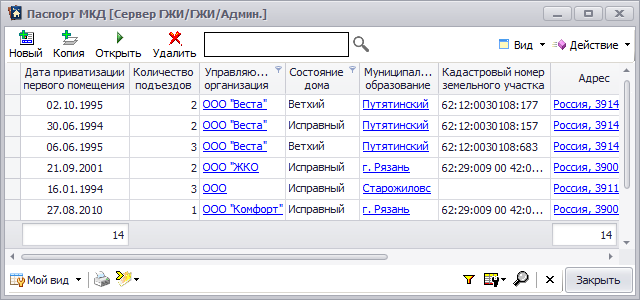 Паспорт МКД [Сервер ГЖИ/ГЖИ/Админ.]
Новый Копия Открыть Удалить Вид Действие
Дата приватизации первого помещения Количество подъездов Управляю... организация Состояние дома Муниципал... образование Кадастровый номер земельного участка Адрес
02.10.1995 2 ООО "Веста" Ветхий Путятинский 62:12:0030108:177 Россия, 3914
30.06.1994 2 ООО "Веста" Исправный Путятинский 62:12:0030108:157 Россия, 3914
06.06.1995 3 ООО "Веста" Ветхий Путятинский 62:12:0030108:683 Россия, 3914
21.09.2001 2 ООО "ЖКО Исправный г. Рязань 62:29:009 00 42:0... Россия, 3900
16.01.1994 3 ООО Исправный Старожиловс Россия, 3911
27.08.2010 1 ООО "Комфорт" Исправный г. Рязань 62:29:009 00 42:0... Россия, 3900
14 14
Мой вид Закрыть